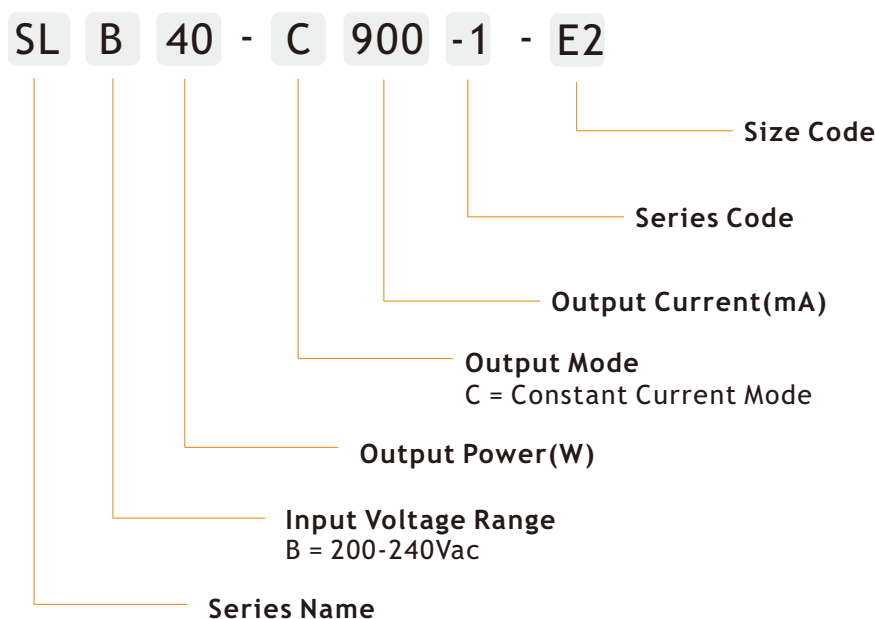 SL B 40 - C 900 -1 - E2
Size Code
Series Code
Output Current(mA)
Output Mode
C = Constant Current Mode
Output Power(W)
Input Voltage Range
B = 200-240Vac
Series Name